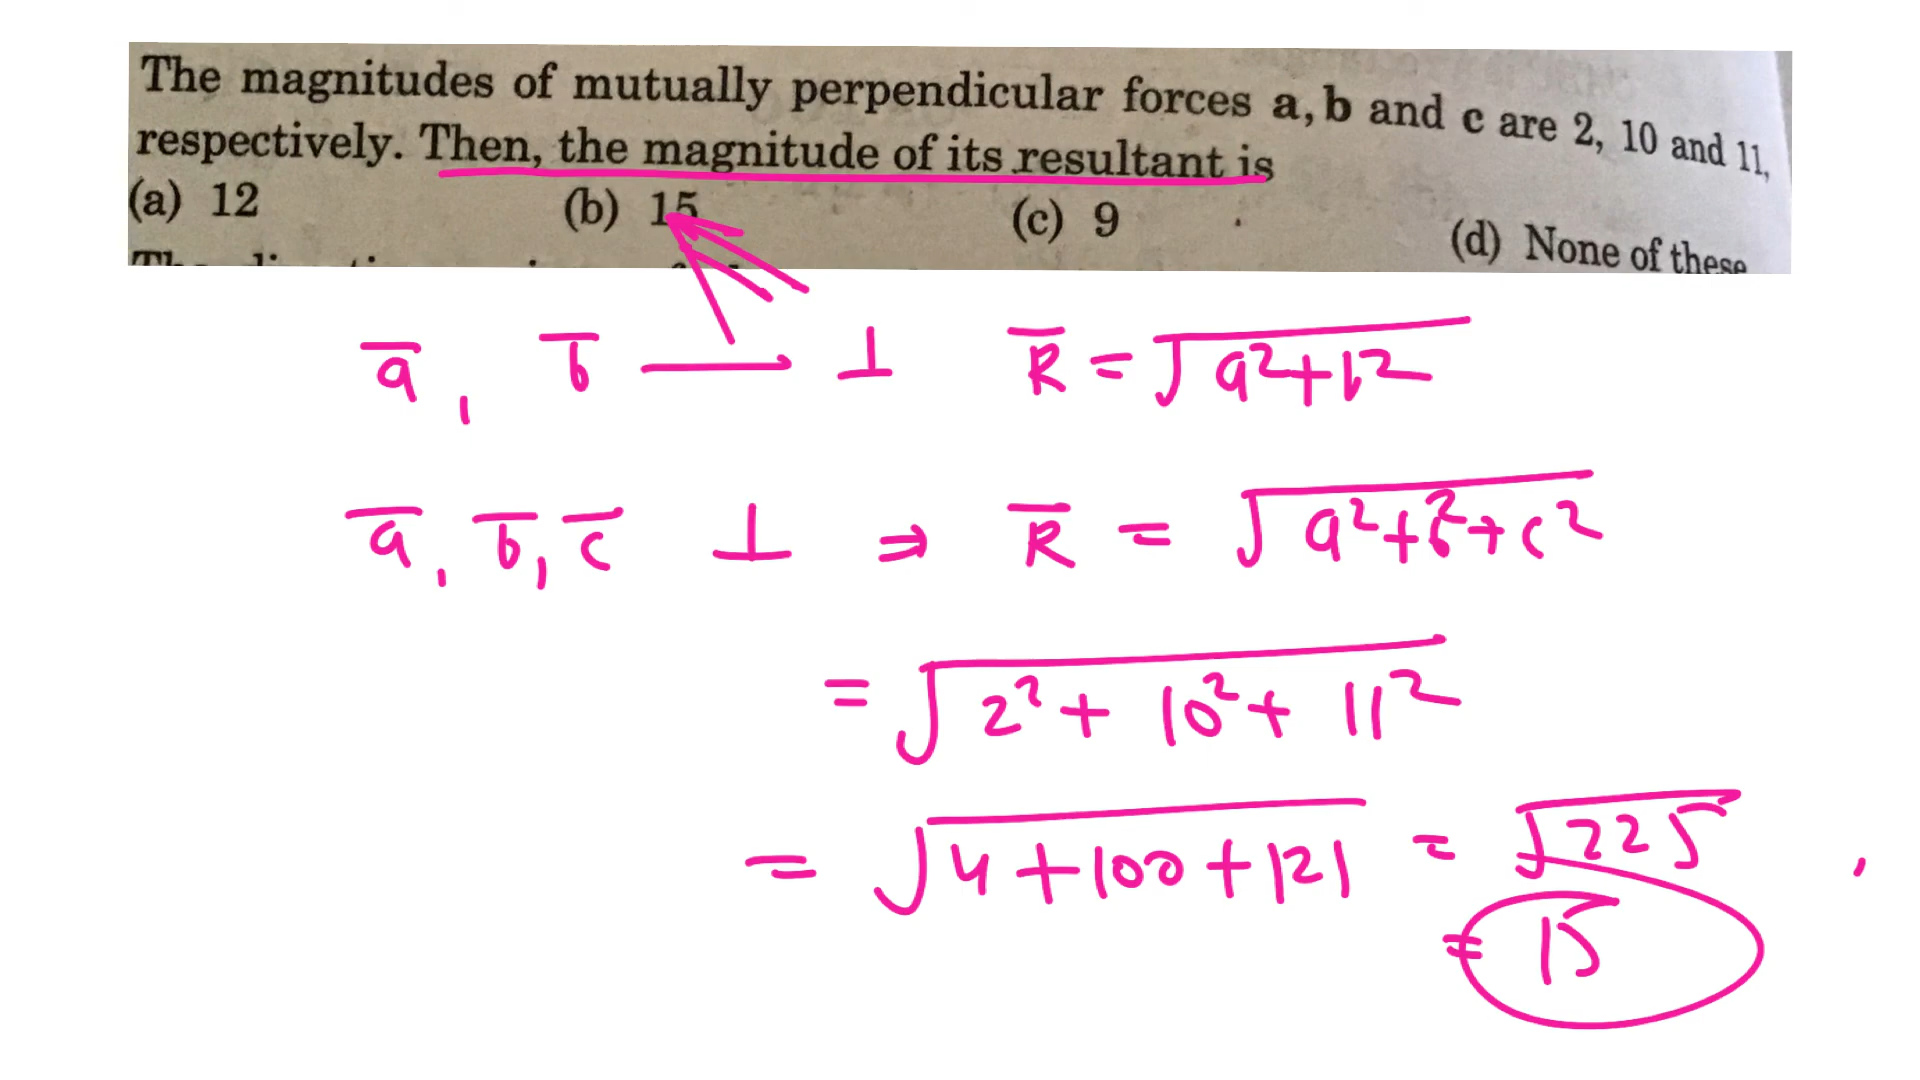 The magnitudes of mutually perpendicular forces a, b and c are 2, 10 and 11,
respectively. Then, the magnitude of its resultant is
(a) 12 (b) 15 (c) 9 (d) None of these
a̅, b̅ ⟶ ⊥ R̅ = √(a²+b²)
a̅, b̅, c̅ ⊥ ⇒ R̅ = √(a²+b²+c²)
= √(2² + 10² + 11²)
= √(4+100+121) = √225,
= 15